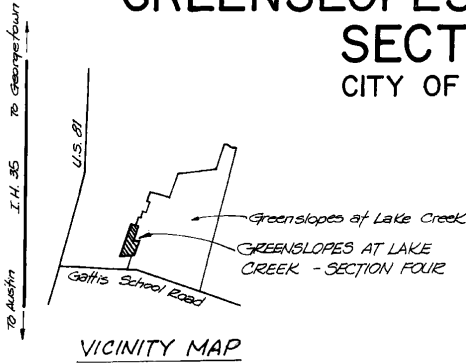 GREENSLOPES
SECT
CITY OF
To Georgetown
I.H. 35
To Austin
U.S. 81
Greenslopes at Lake Creek
GREENSLOPES AT LAKE
CREEK - SECTION FOUR
Gattis School Road
VICINITY MAP